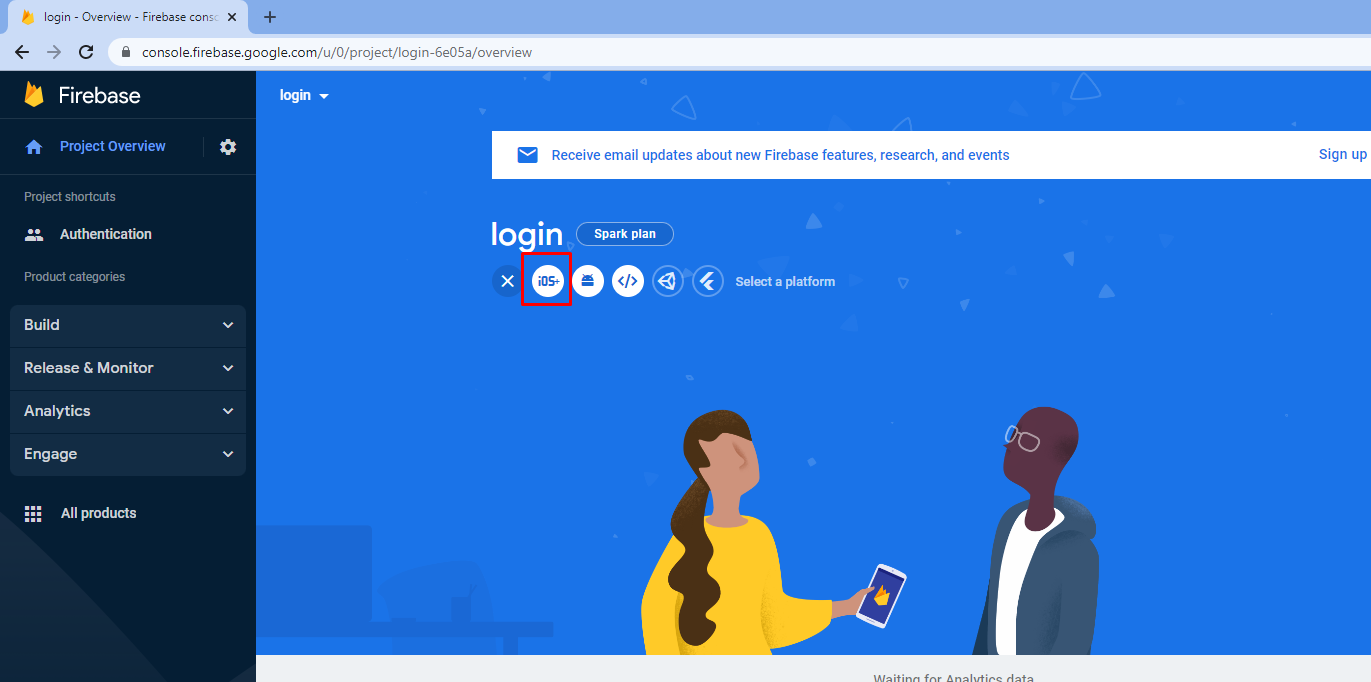 login - Overview - Firebase conso
console.firebase.google.com/u/0/project/login-6e05a/overview
Firebase
login
Project Overview
Receive email updates about new Firebase features, research, and events
Sign up
Project shortcuts
Authentication
login
Spark plan
Product categories
iOS+
Select a platform
Build
Release & Monitor
Analytics
Engage
All products
Waiting for Analytics data